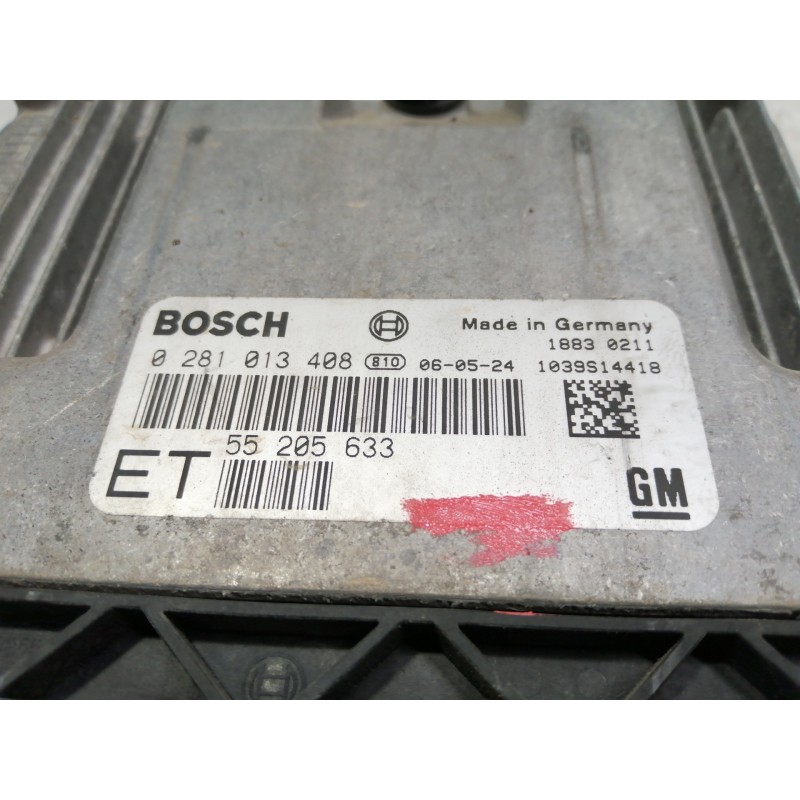 BOSCH
Made in Germany
1883 0211
0 281 013 408 810 06-05-24 1039S14418
ET 55 205 633
GM